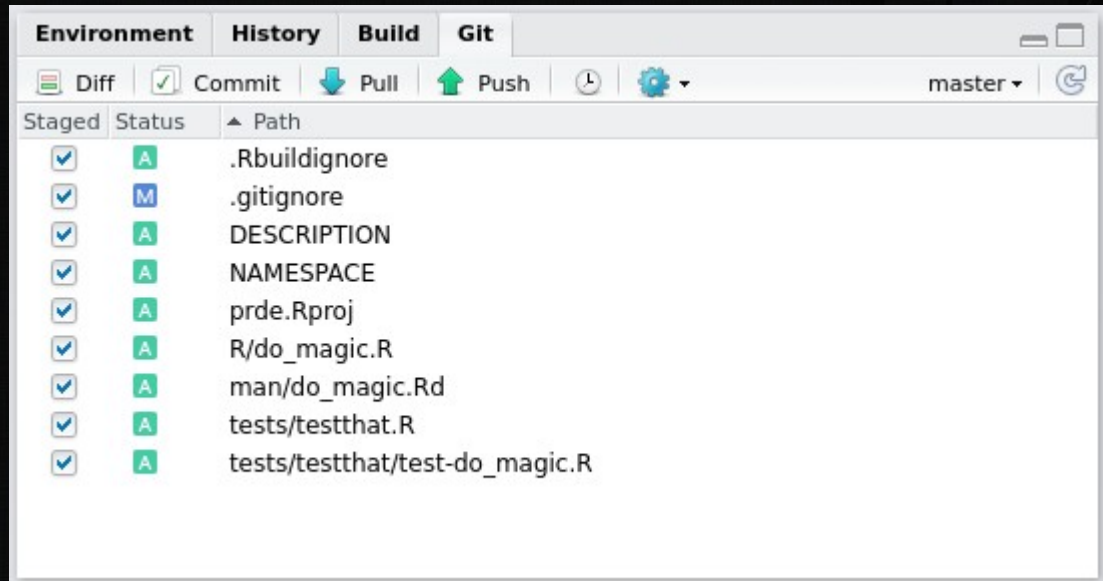 Environment History Build Git
Diff Commit Pull Push master
Staged Status Path
A .Rbuildignore
M .gitignore
A DESCRIPTION
A NAMESPACE
A prde.Rproj
A R/do_magic.R
A man/do_magic.Rd
A tests/testthat.R
A tests/testthat/test-do_magic.R